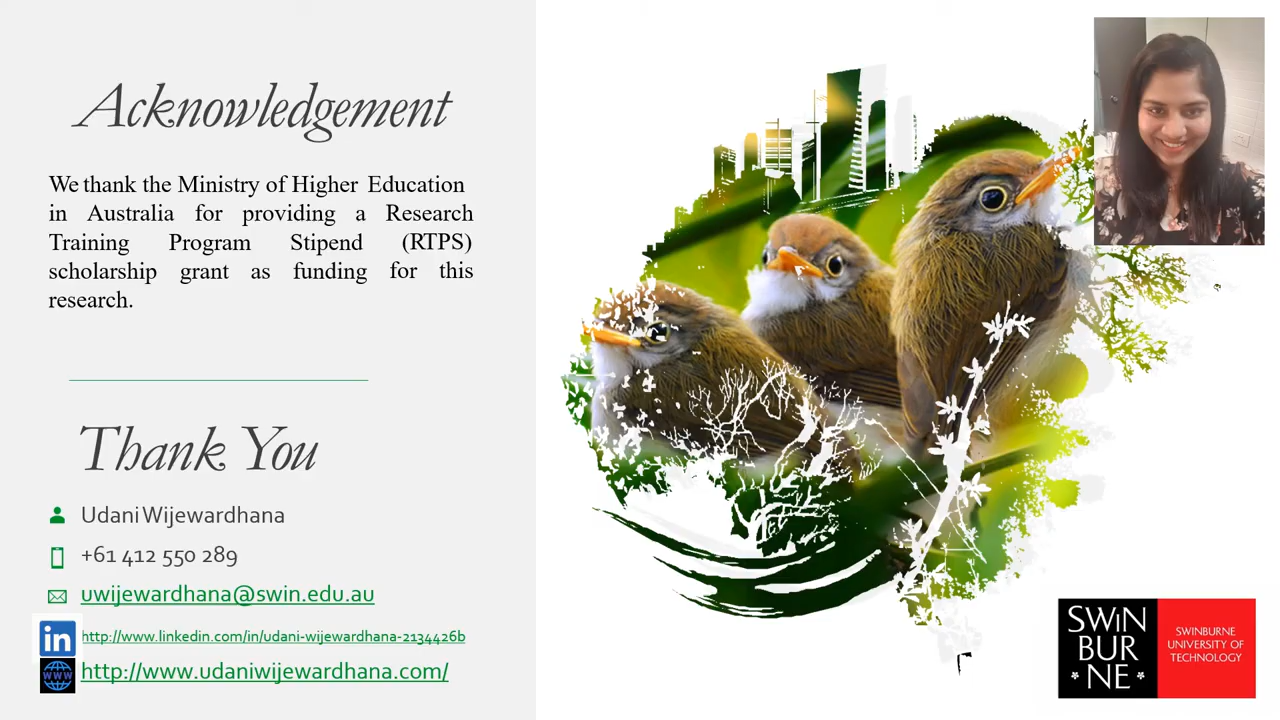 Acknowledgement
We thank the Ministry of Higher Education
in Australia for providing a Research
Training Program Stipend (RTPS)
scholarship grant as funding for this
research.
Thank You
Udani Wijewardhana
+61 412 550 289
uwijewardhana@swin.edu.au
in http://www.linkedin.com/in/udani-wijewardhana-2134426b
WWW http://www.udaniwijewardhana.com/
SWIN
BUR
NE
SWINBURNE
UNIVERSITY OF
TECHNOLOGY